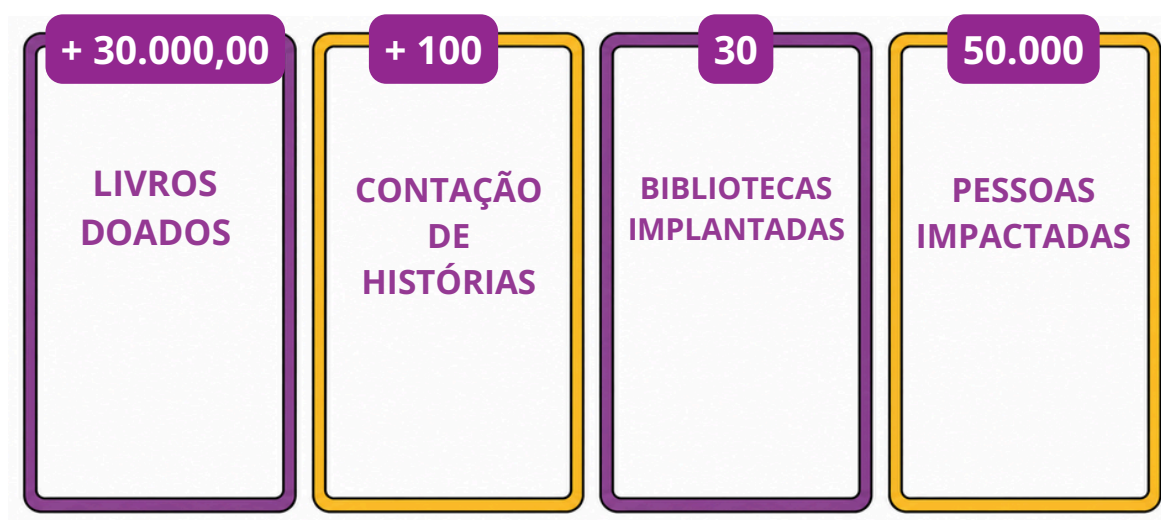 + 30.000,00
LIVROS
DOADOS
+ 100
CONTAÇÃO
DE
HISTÓRIAS
30
BIBLIOTECAS
IMPLANTADAS
50.000
PESSOAS
IMPACTADAS